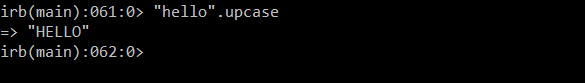 irb(main):061:0> "hello".upcase
=> "HELLO"
irb(main):062:0>